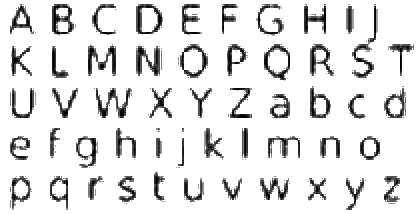 A B C D E F G H I J
K L M N O P Q R S T
U V W X Y Z a b c d
e f g h i j k l m n o
p q r s t u v w x y z